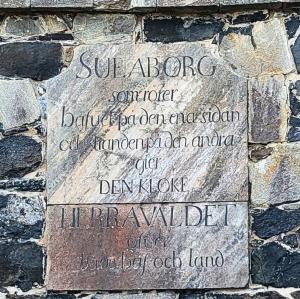 SUEABORG
som rörer
hafuet på den ena sidan
och stranden på den andra
gier
DEN KLOKE
HERRAVÄLDET
öfver
både haf och land